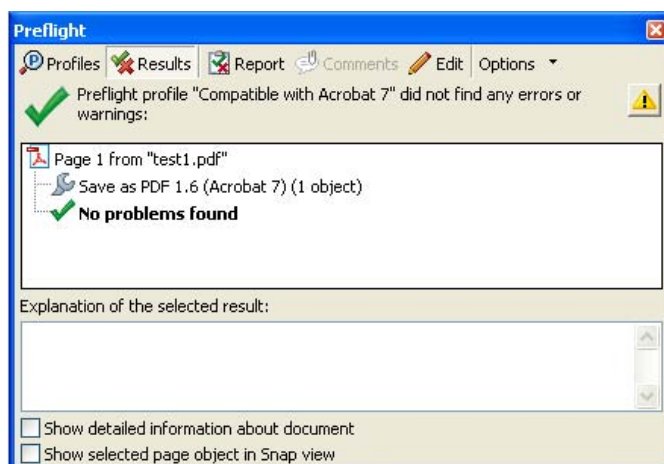 Preflight
Profiles Results Report Comments Edit Options
Preflight profile "Compatible with Acrobat 7" did not find any errors or
warnings:
Page 1 from "test1.pdf"
Save as PDF 1.6 (Acrobat 7) (1 object)
No problems found
Explanation of the selected result:
Show detailed information about document
Show selected page object in Snap view